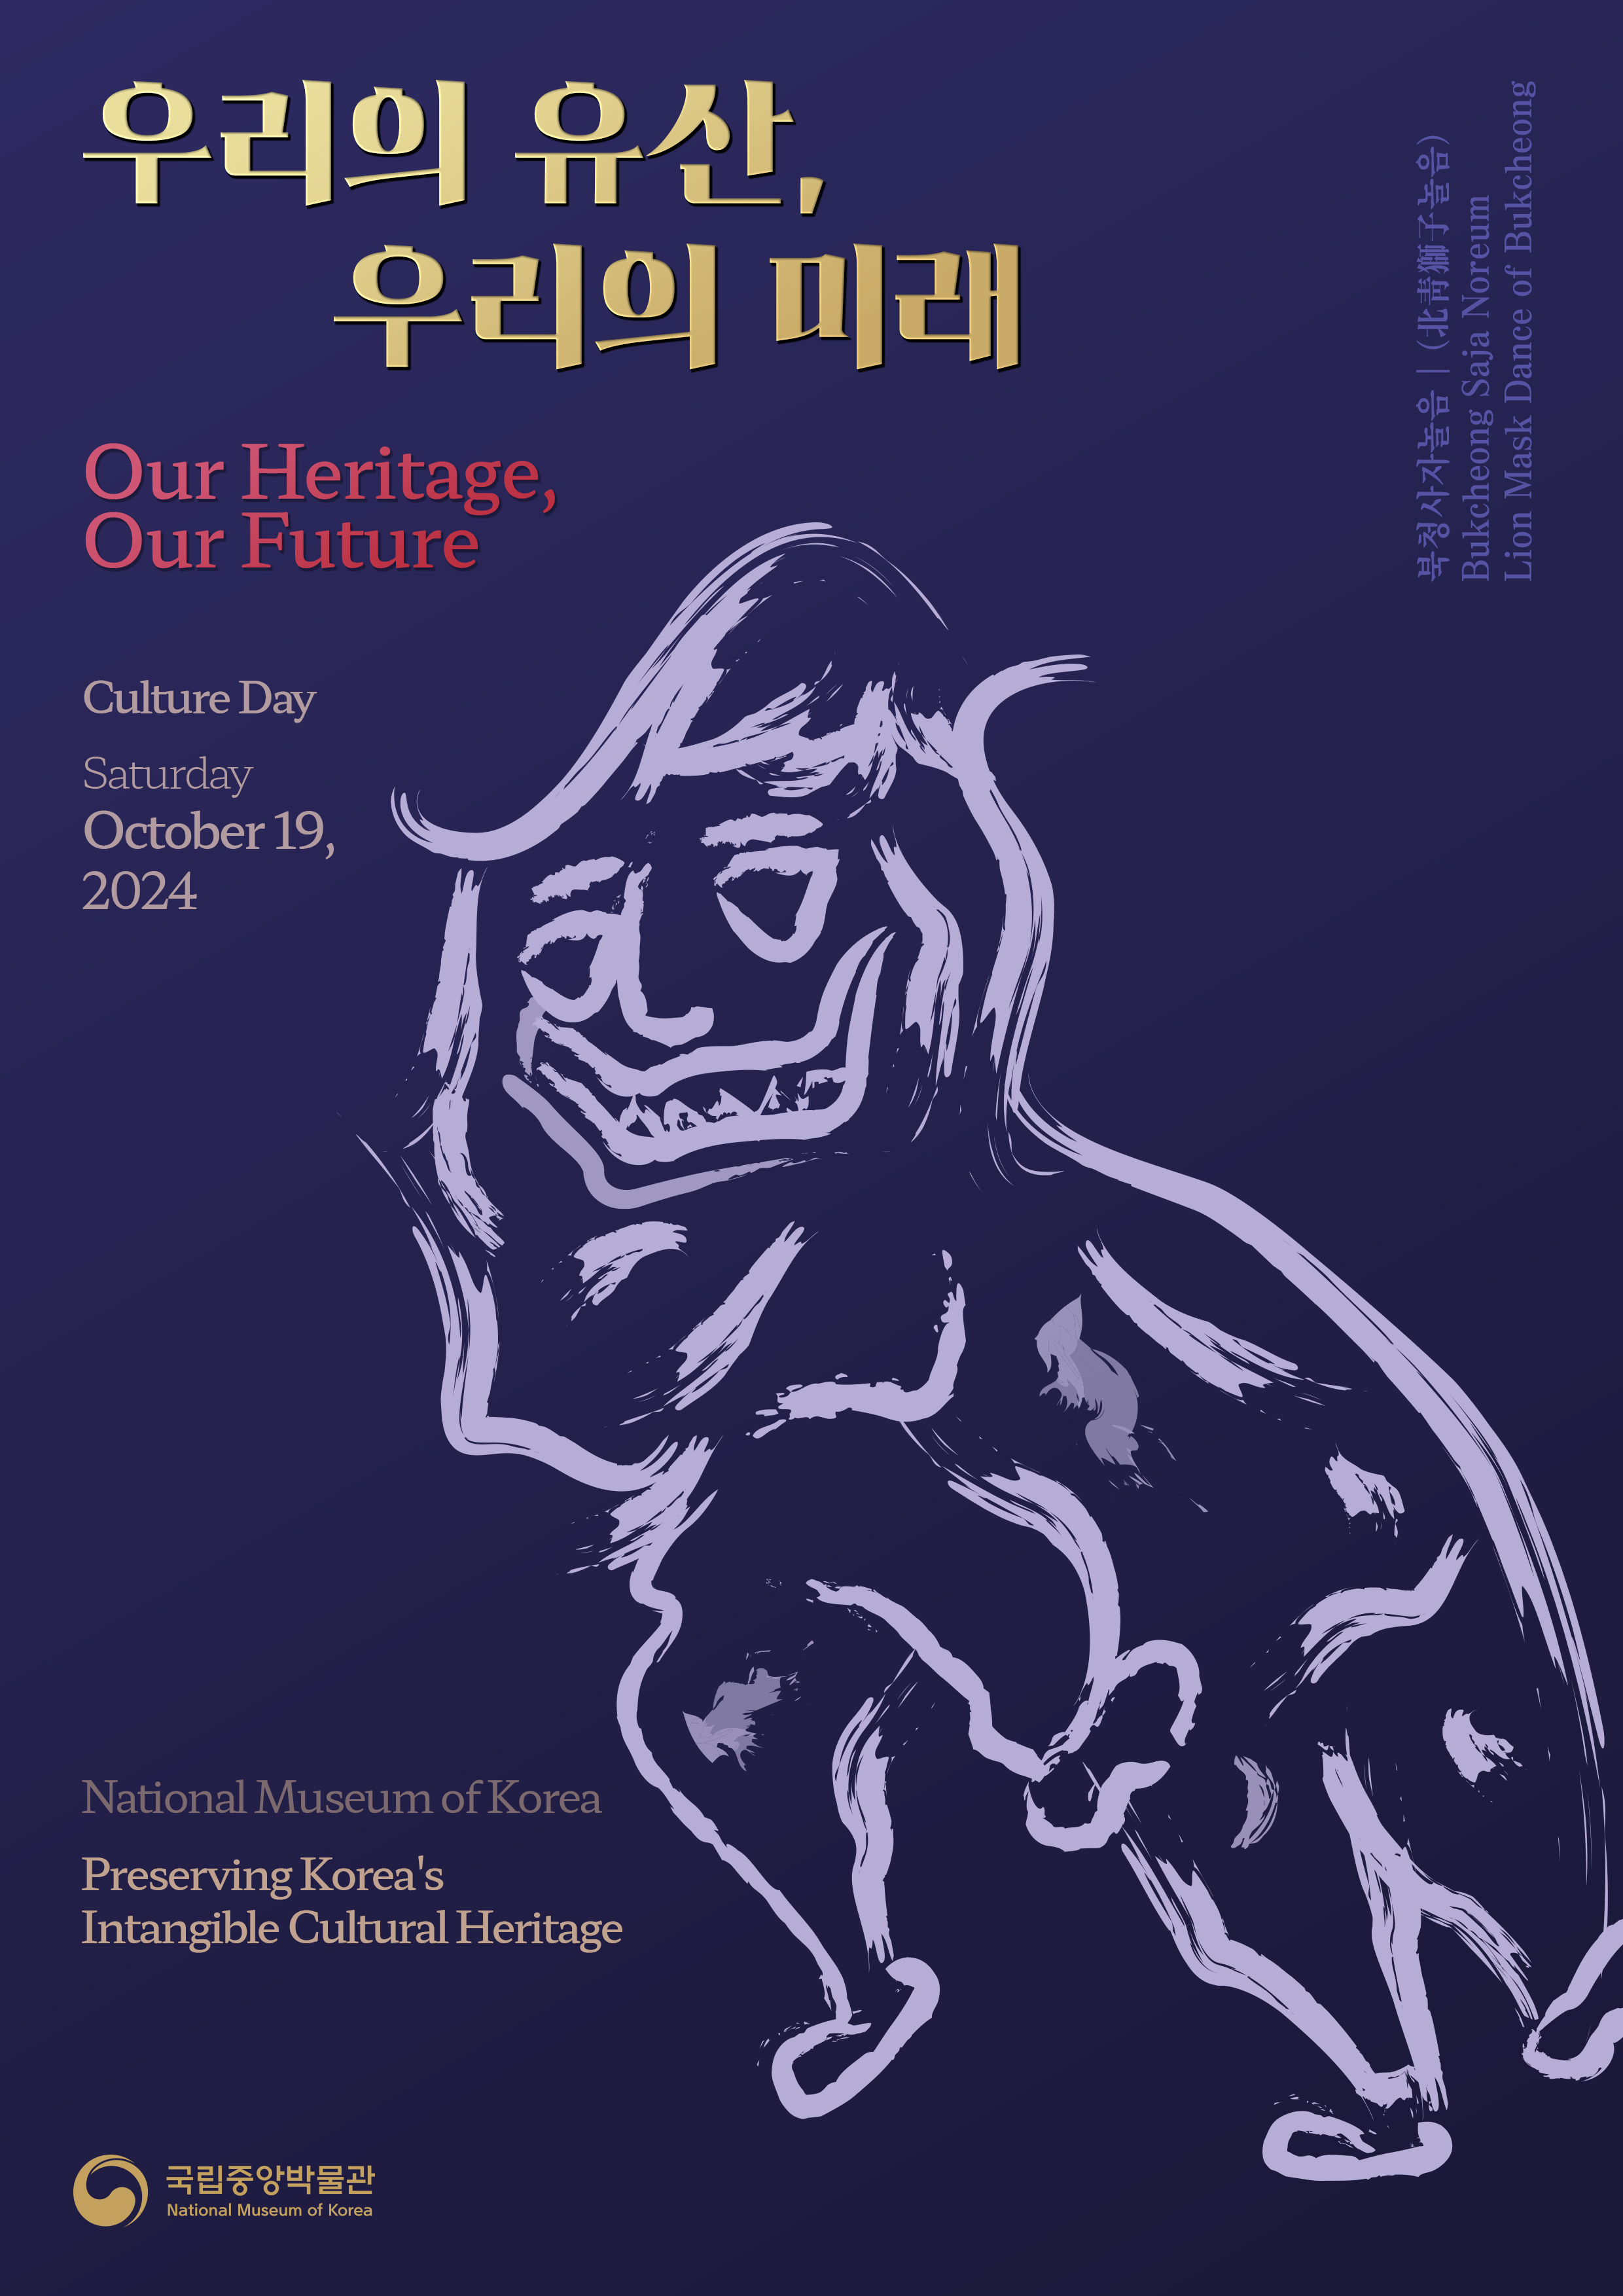 우리의 유산,
우리의 미래
Our Heritage,
Our Future
북청사자놀음 | (北靑獅子놀음)
Bukcheong Saja Noreum
Lion Mask Dance of Bukcheong
Culture Day
Saturday
October 19,
2024
National Museum of Korea
Preserving Korea's
Intangible Cultural Heritage
국립중앙박물관
National Museum of Korea